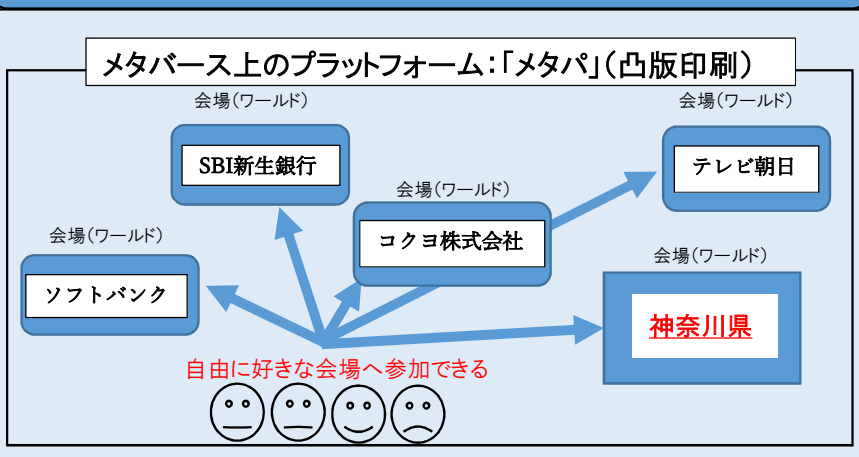 メタバース上のプラットフォーム：「メタパ」（凸版印刷）
会場（ワールド）
SBI新生銀行
会場（ワールド）
テレビ朝日
会場（ワールド）
コクヨ株式会社
会場（ワールド）
ソフトバンク
会場（ワールド）
神奈川県
自由に好きな会場へ参加できる